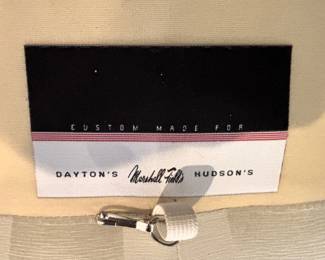 CUSTOM MADE FOR
DAYTON'S Marshall Field's HUDSON'S